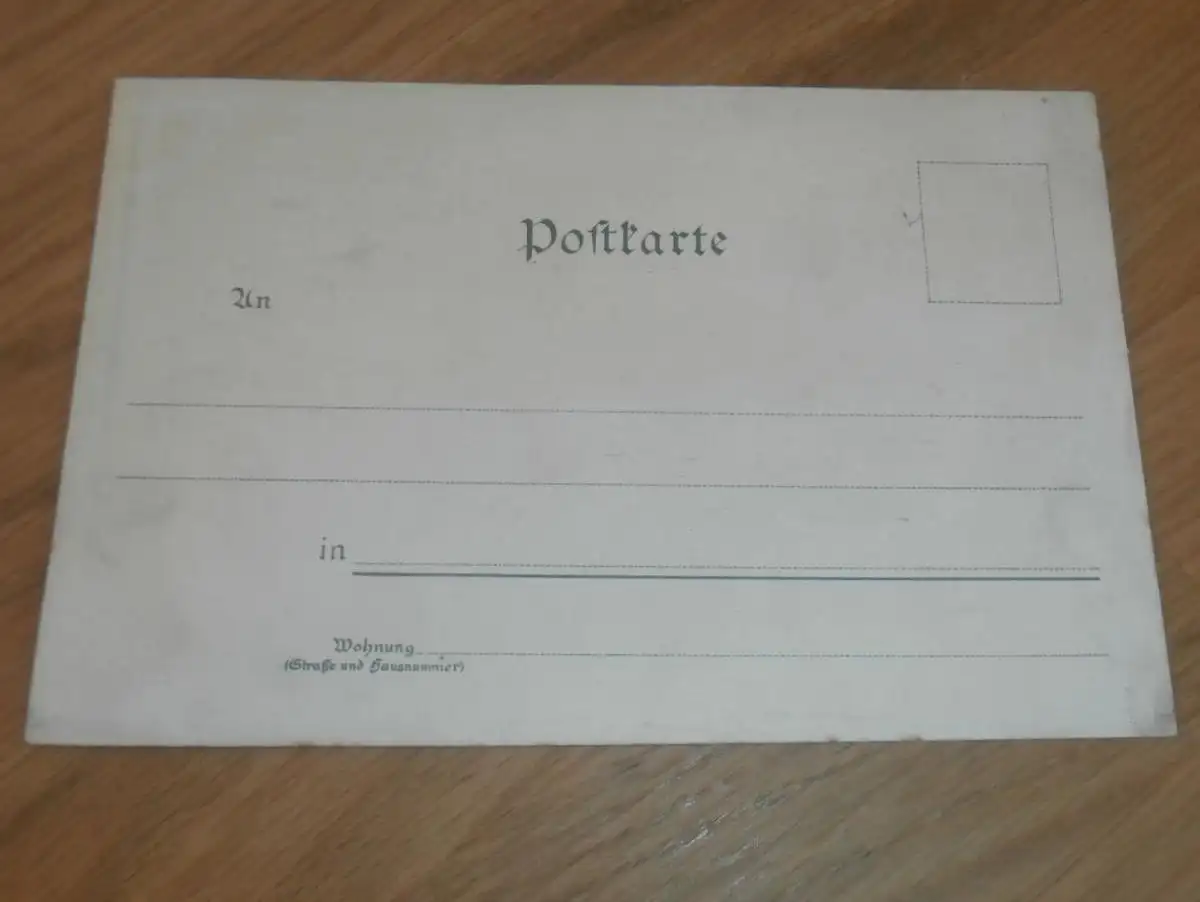 Postkarte
An
in
Wohnung
(Straße und Hausnummer)